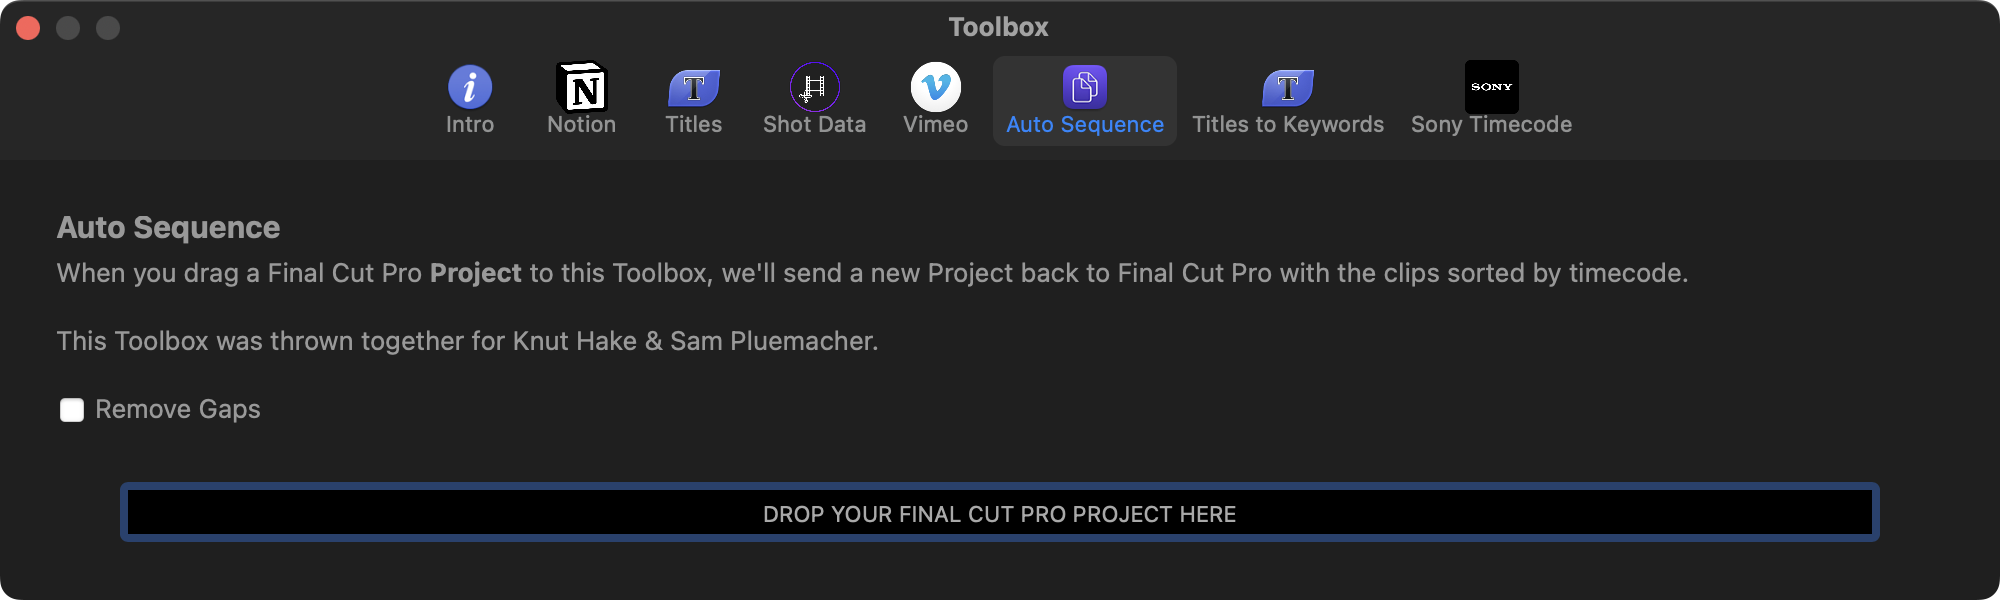 Toolbox
Intro
Notion
Titles
Shot Data
Vimeo
Auto Sequence
Titles to Keywords
SONY
Sony Timecode
Auto Sequence
When you drag a Final Cut Pro Project to this Toolbox, we'll send a new Project back to Final Cut Pro with the clips sorted by timecode.
This Toolbox was thrown together for Knut Hake & Sam Pluemacher.
Remove Gaps
DROP YOUR FINAL CUT PRO PROJECT HERE